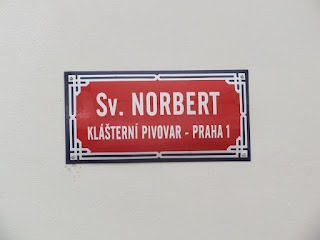 Sv. NORBERT
KLÁŠTERNÍ PIVOVAR - PRAHA 1